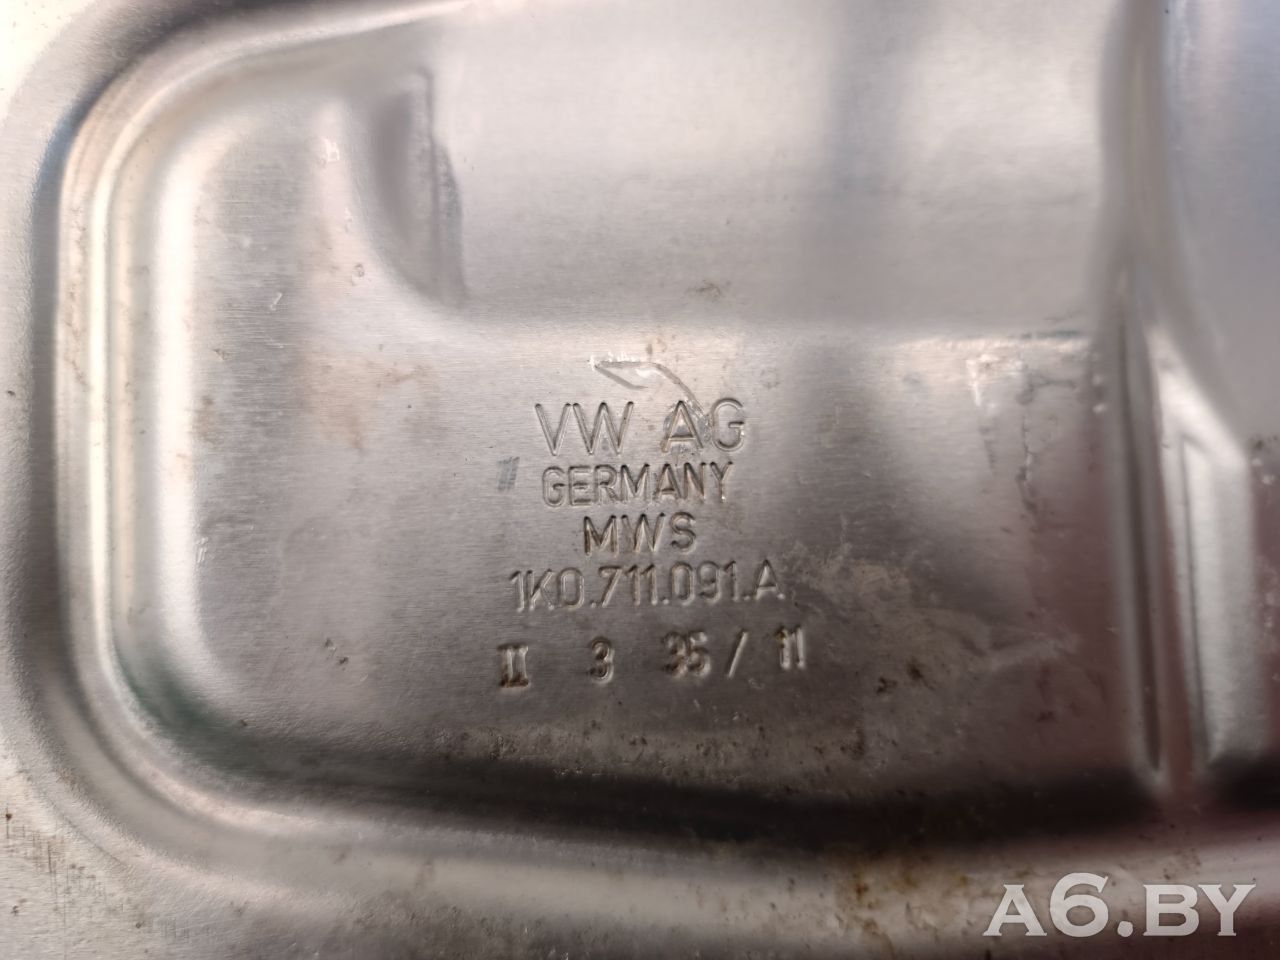 VW AG
GERMANY
MWS
1K0.711.091.A
II 3 35 / 11
A6.BY